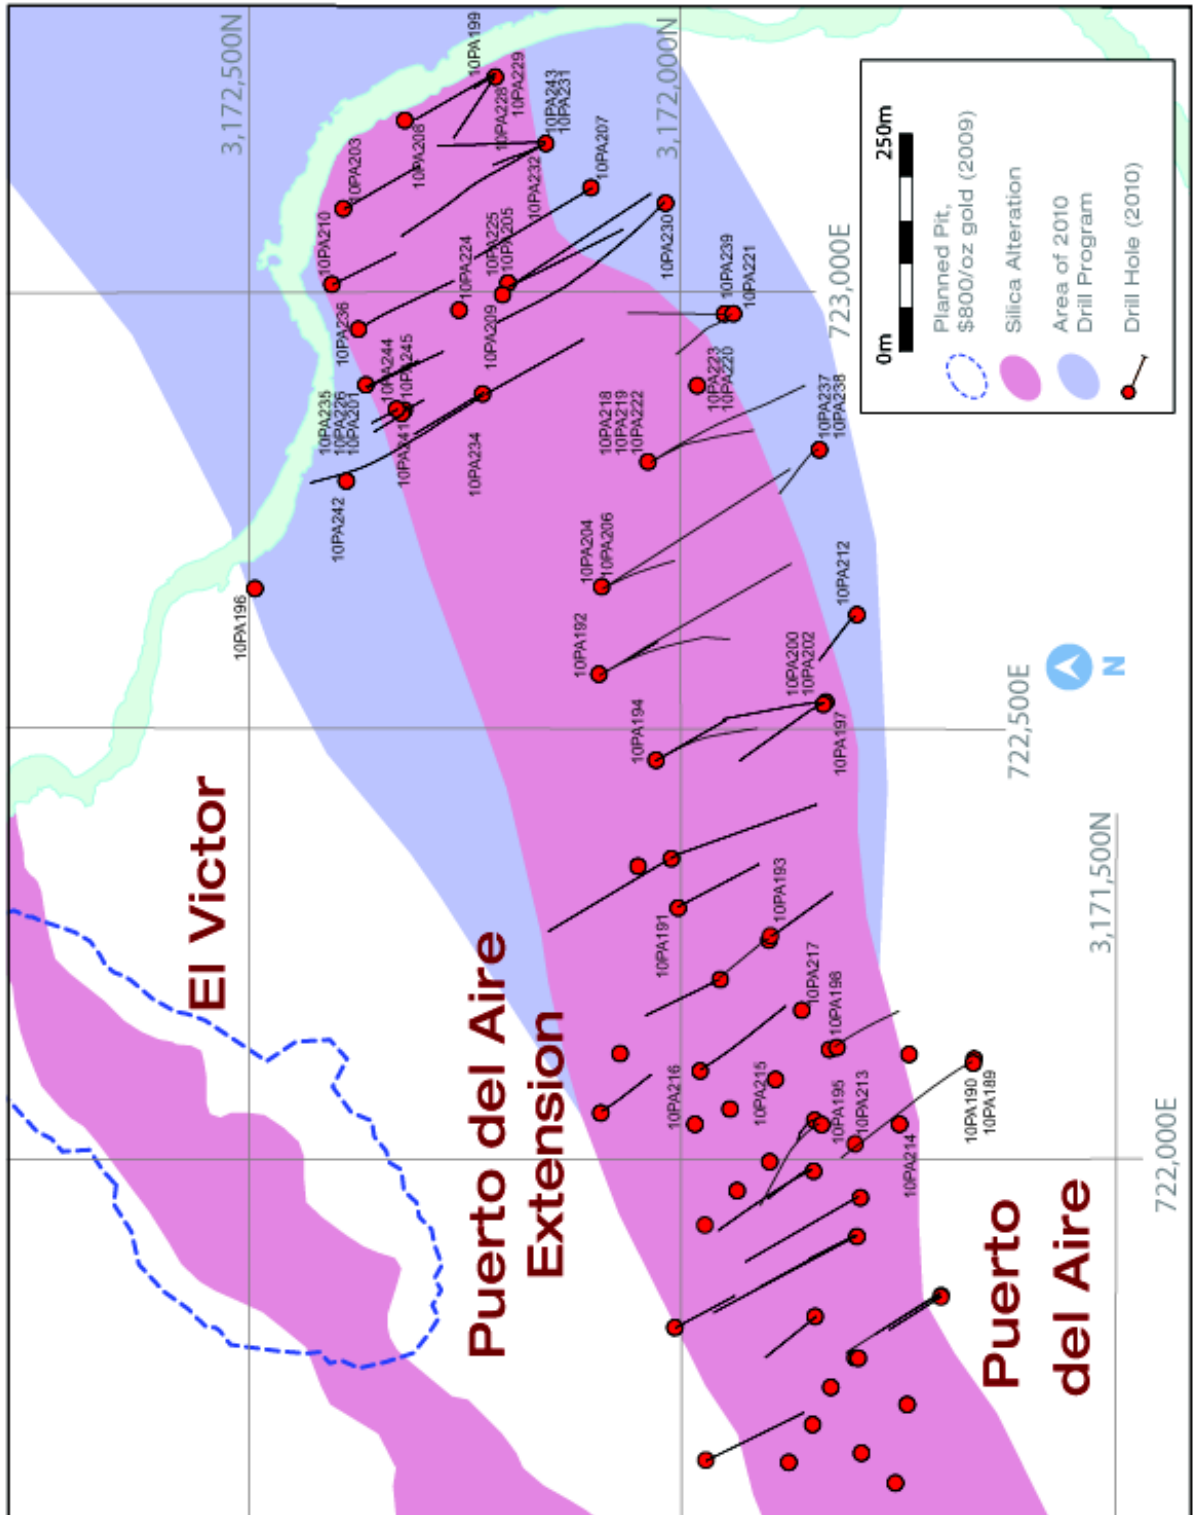 3,172,500N
3,172,000N
10PA199
10PA229
10PA228
10PA243
10PA231
10PA208
10PA203
10PA207
10PA232
10PA210
10PA230
10PA225
10PA205
10PA224
10PA239
10PA221
723,000E
10PA236
10PA209
10PA244
10PA245
10PA223
10PA220
10PA235
10PA226
10PA201
10PA241
10PA234
10PA218
10PA219
10PA222
10PA237
10PA238
10PA242
10PA196
10PA204
10PA206
10PA212
10PA192
10PA200
10PA202
10PA194
10PA197
722,500E
N
El Victor
10PA191
10PA193
3,171,500N
Puerto del Aire
Extension
10PA217
10PA198
10PA216
10PA215
10PA195
10PA213
10PA190
10PA189
10PA214
722,000E
Puerto
del Aire
0m
250m
Planned Pit,
$800/oz gold (2009)
Silica Alteration
Area of 2010
Drill Program
Drill Hole (2010)